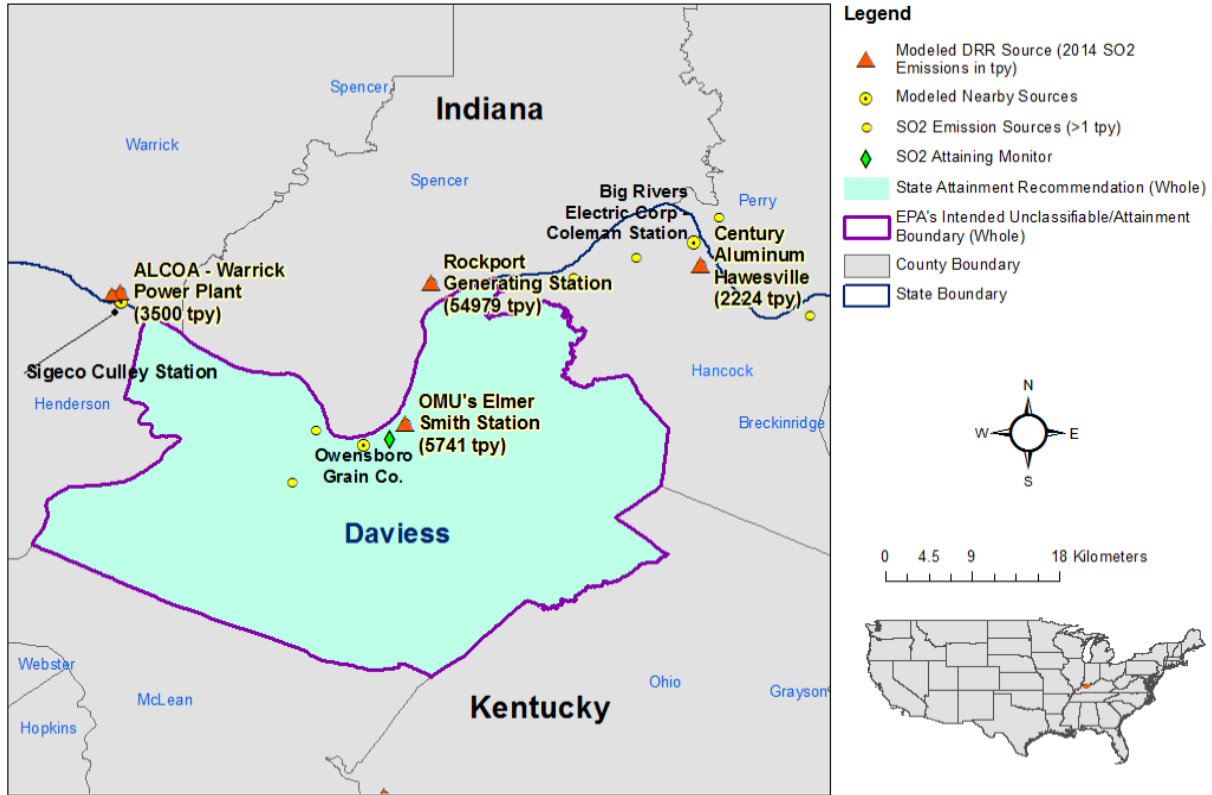 Spencer
Indiana
Warrick
Spencer
Big Rivers
Electric Corp -
Coleman Station
Perry
Century
Aluminum
Hawesville
(2224 tpy)
Rockport
Generating Station
(54979 tpy)
ALCOA - Warrick
Power Plant
(3500 tpy)
Sigeco Culley Station
Henderson
Hancock
OMU's Elmer
Smith Station
(5741 tpy)
Breckinridge
Owensboro
Grain Co.
Daviess
Webster
McLean
Hopkins
Kentucky
Ohio
Grayson
Legend
Modeled DRR Source (2014 SO2
Emissions in tpy)
Modeled Nearby Sources
SO2 Emission Sources (>1 tpy)
SO2 Attaining Monitor
State Attainment Recommendation (Whole)
EPA's Intended Unclassifiable/Attainment
Boundary (Whole)
County Boundary
State Boundary
N
W
E
S
0 4.5 9 18 Kilometers